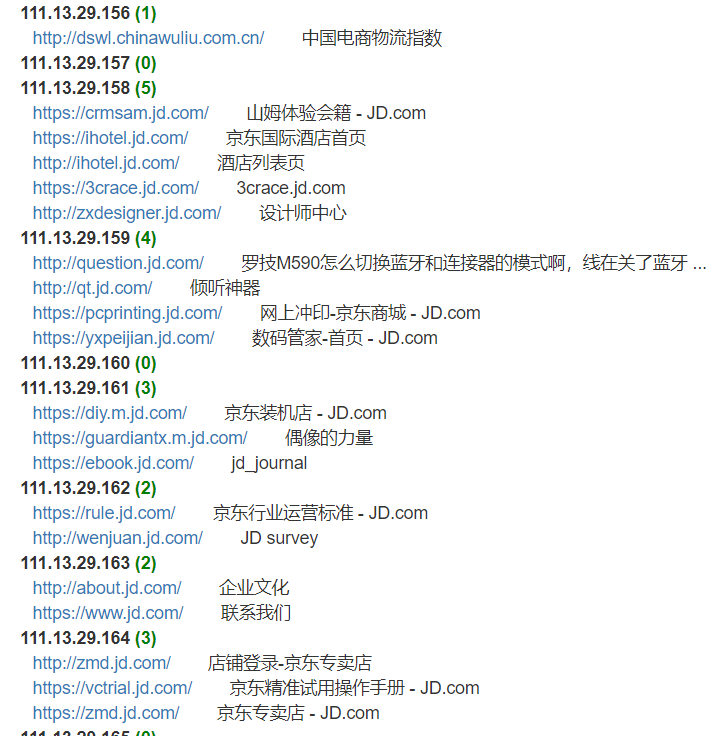 111.13.29.156 (1)
http://dswl.chinawuliu.com.cn/ 中国电商物流指数
111.13.29.157 (0)
111.13.29.158 (5)
https://crmsam.jd.com/ 山姆体验会籍 - JD.com
https://ihotel.jd.com/ 京东国际酒店首页
http://ihotel.jd.com/ 酒店列表页
https://3crace.jd.com/ 3crace.jd.com
http://zxdesigner.jd.com/ 设计师中心
111.13.29.159 (4)
http://question.jd.com/ 罗技M590怎么切换蓝牙和连接器的模式啊，线在关了蓝牙 ...
http://qt.jd.com/ 倾听神器
https://pcprinting.jd.com/ 网上冲印-京东商城 - JD.com
https://yxpeijian.jd.com/ 数码管家-首页 - JD.com
111.13.29.160 (0)
111.13.29.161 (3)
https://diy.m.jd.com/ 京东装机店 - JD.com
https://guardiantx.m.jd.com/ 偶像的力量
https://ebook.jd.com/ jd_journal
111.13.29.162 (2)
https://rule.jd.com/ 京东行业运营标准 - JD.com
http://wenjuan.jd.com/ JD survey
111.13.29.163 (2)
http://about.jd.com/ 企业文化
https://www.jd.com/ 联系我们
111.13.29.164 (3)
http://zmd.jd.com/ 店铺登录-京东专卖店
https://vctrial.jd.com/ 京东精准试用操作手册 - JD.com
https://zmd.jd.com/ 京东专卖店 - JD.com
111.13.29.165 (0)